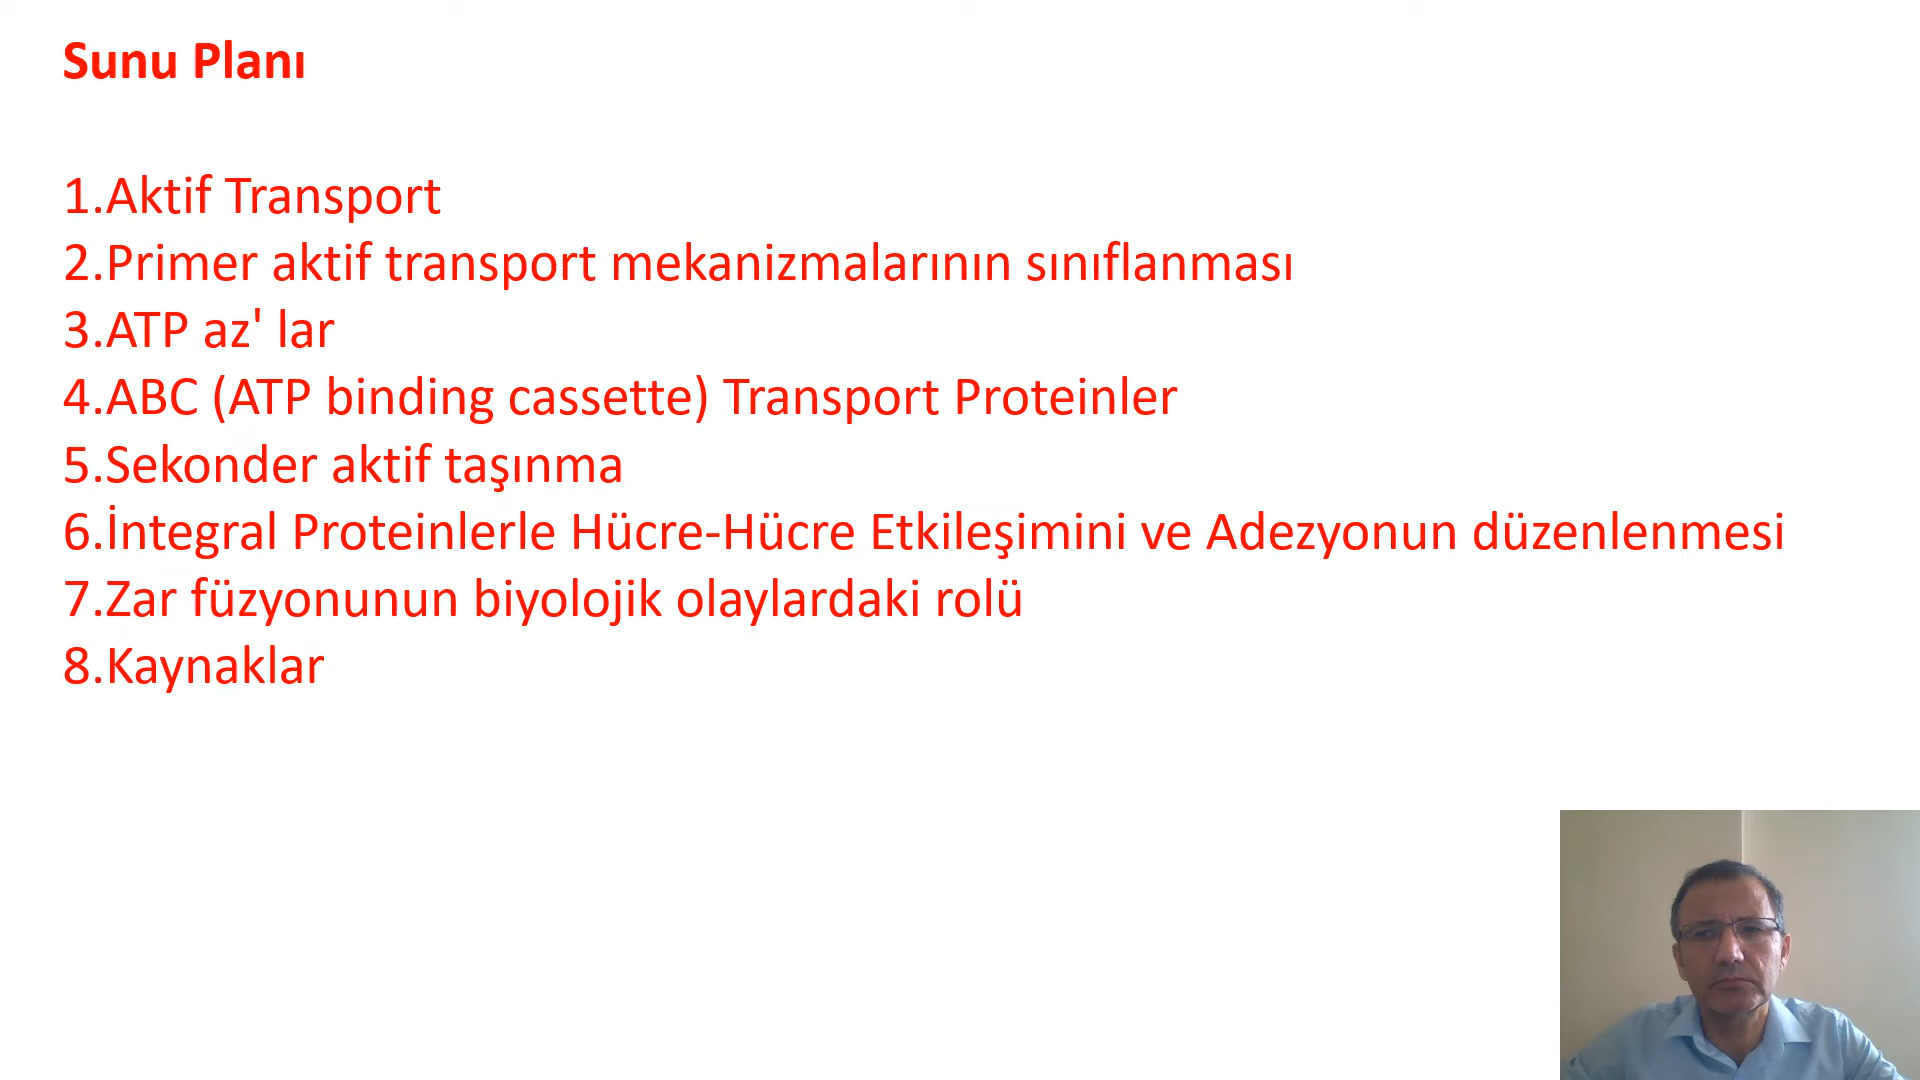 Sunu Planı
1.Aktif Transport
2.Primer aktif transport mekanizmalarının sınıflanması
3.ATP az' lar
4.ABC (ATP binding cassette) Transport Proteinler
5.Sekonder aktif taşınma
6.İntegral Proteinlerle Hücre-Hücre Etkileşimini ve Adezyonun düzenlenmesi
7.Zar füzyonunun biyolojik olaylardaki rolü
8.Kaynaklar